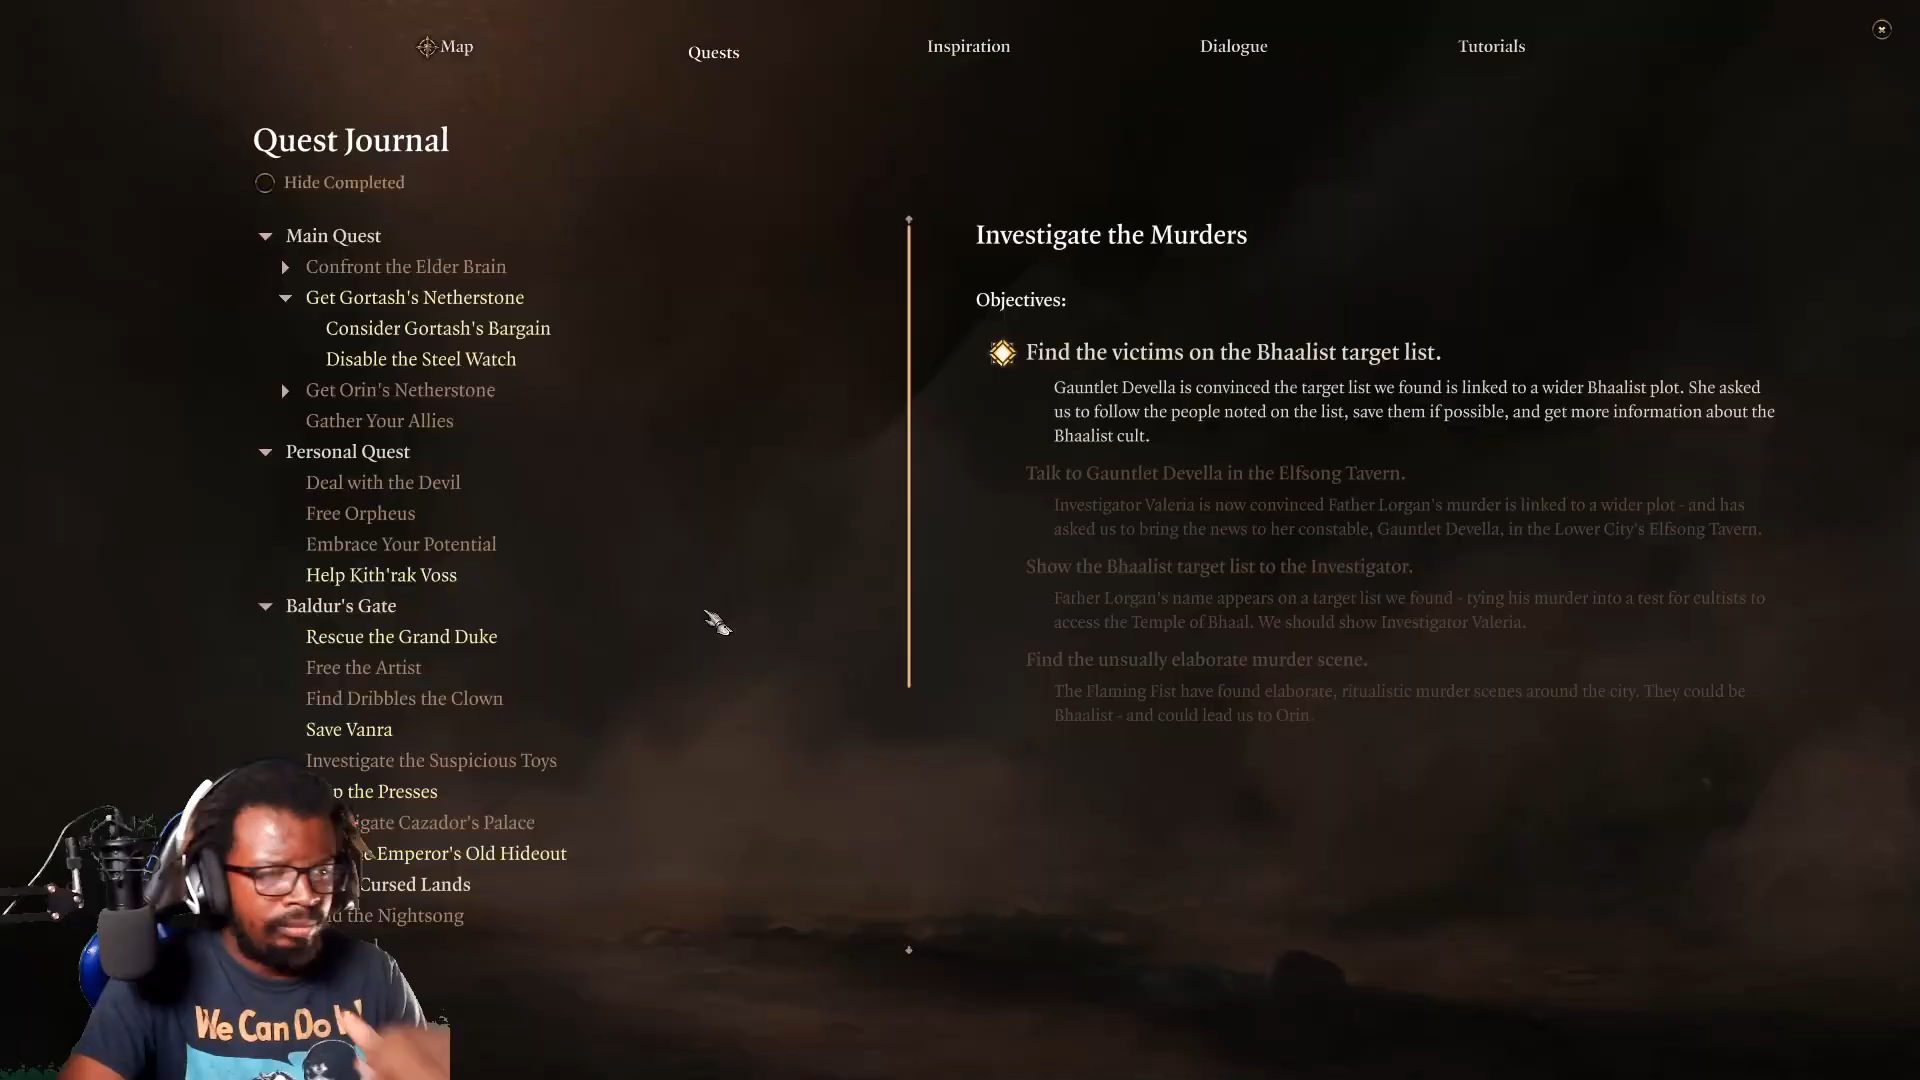 Map
Quests
Inspiration
Dialogue
Tutorials
Quest Journal
Hide Completed
Main Quest
Confront the Elder Brain
Get Gortash's Netherstone
Consider Gortash's Bargain
Disable the Steel Watch
Get Orin's Netherstone
Gather Your Allies
Personal Quest
Deal with the Devil
Free Orpheus
Embrace Your Potential
Help Kith'rak Voss
Baldur's Gate
Rescue the Grand Duke
Free the Artist
Find Dribbles the Clown
Save Vanra
Investigate the Suspicious Toys
the Presses
Cazador's Palace
Emperor's Old Hideout
Cursed Lands
the Nightsong
Investigate the Murders
Objectives:
Find the victims on the Bhaalist target list.
Gauntlet Devella is convinced the target list we found is linked to a wider Bhaalist plot. She asked
us to follow the people noted on the list, save them if possible, and get more information about the
Bhaalist cult.
Talk to Gauntlet Devella in the Elfsong Tavern.
Investigator Valeria is now convinced Father Lorgan's murder is linked to a wider plot - and has
asked us to bring the news to her constable, Gauntlet Devella, in the Lower City's Elfsong Tavern.
Show the Bhaalist target list to the Investigator.
Father Lorgan's name appears on a target list we found - tying his murder into a test for cultists to
access the Temple of Bhaal. We should show Investigator Valeria.
Find the unsually elaborate murder scene.
The Flaming Fist have found elaborate, ritualistic murder scenes around the city. They could be
Bhaalist - and could lead us to Orin.
We Can Do